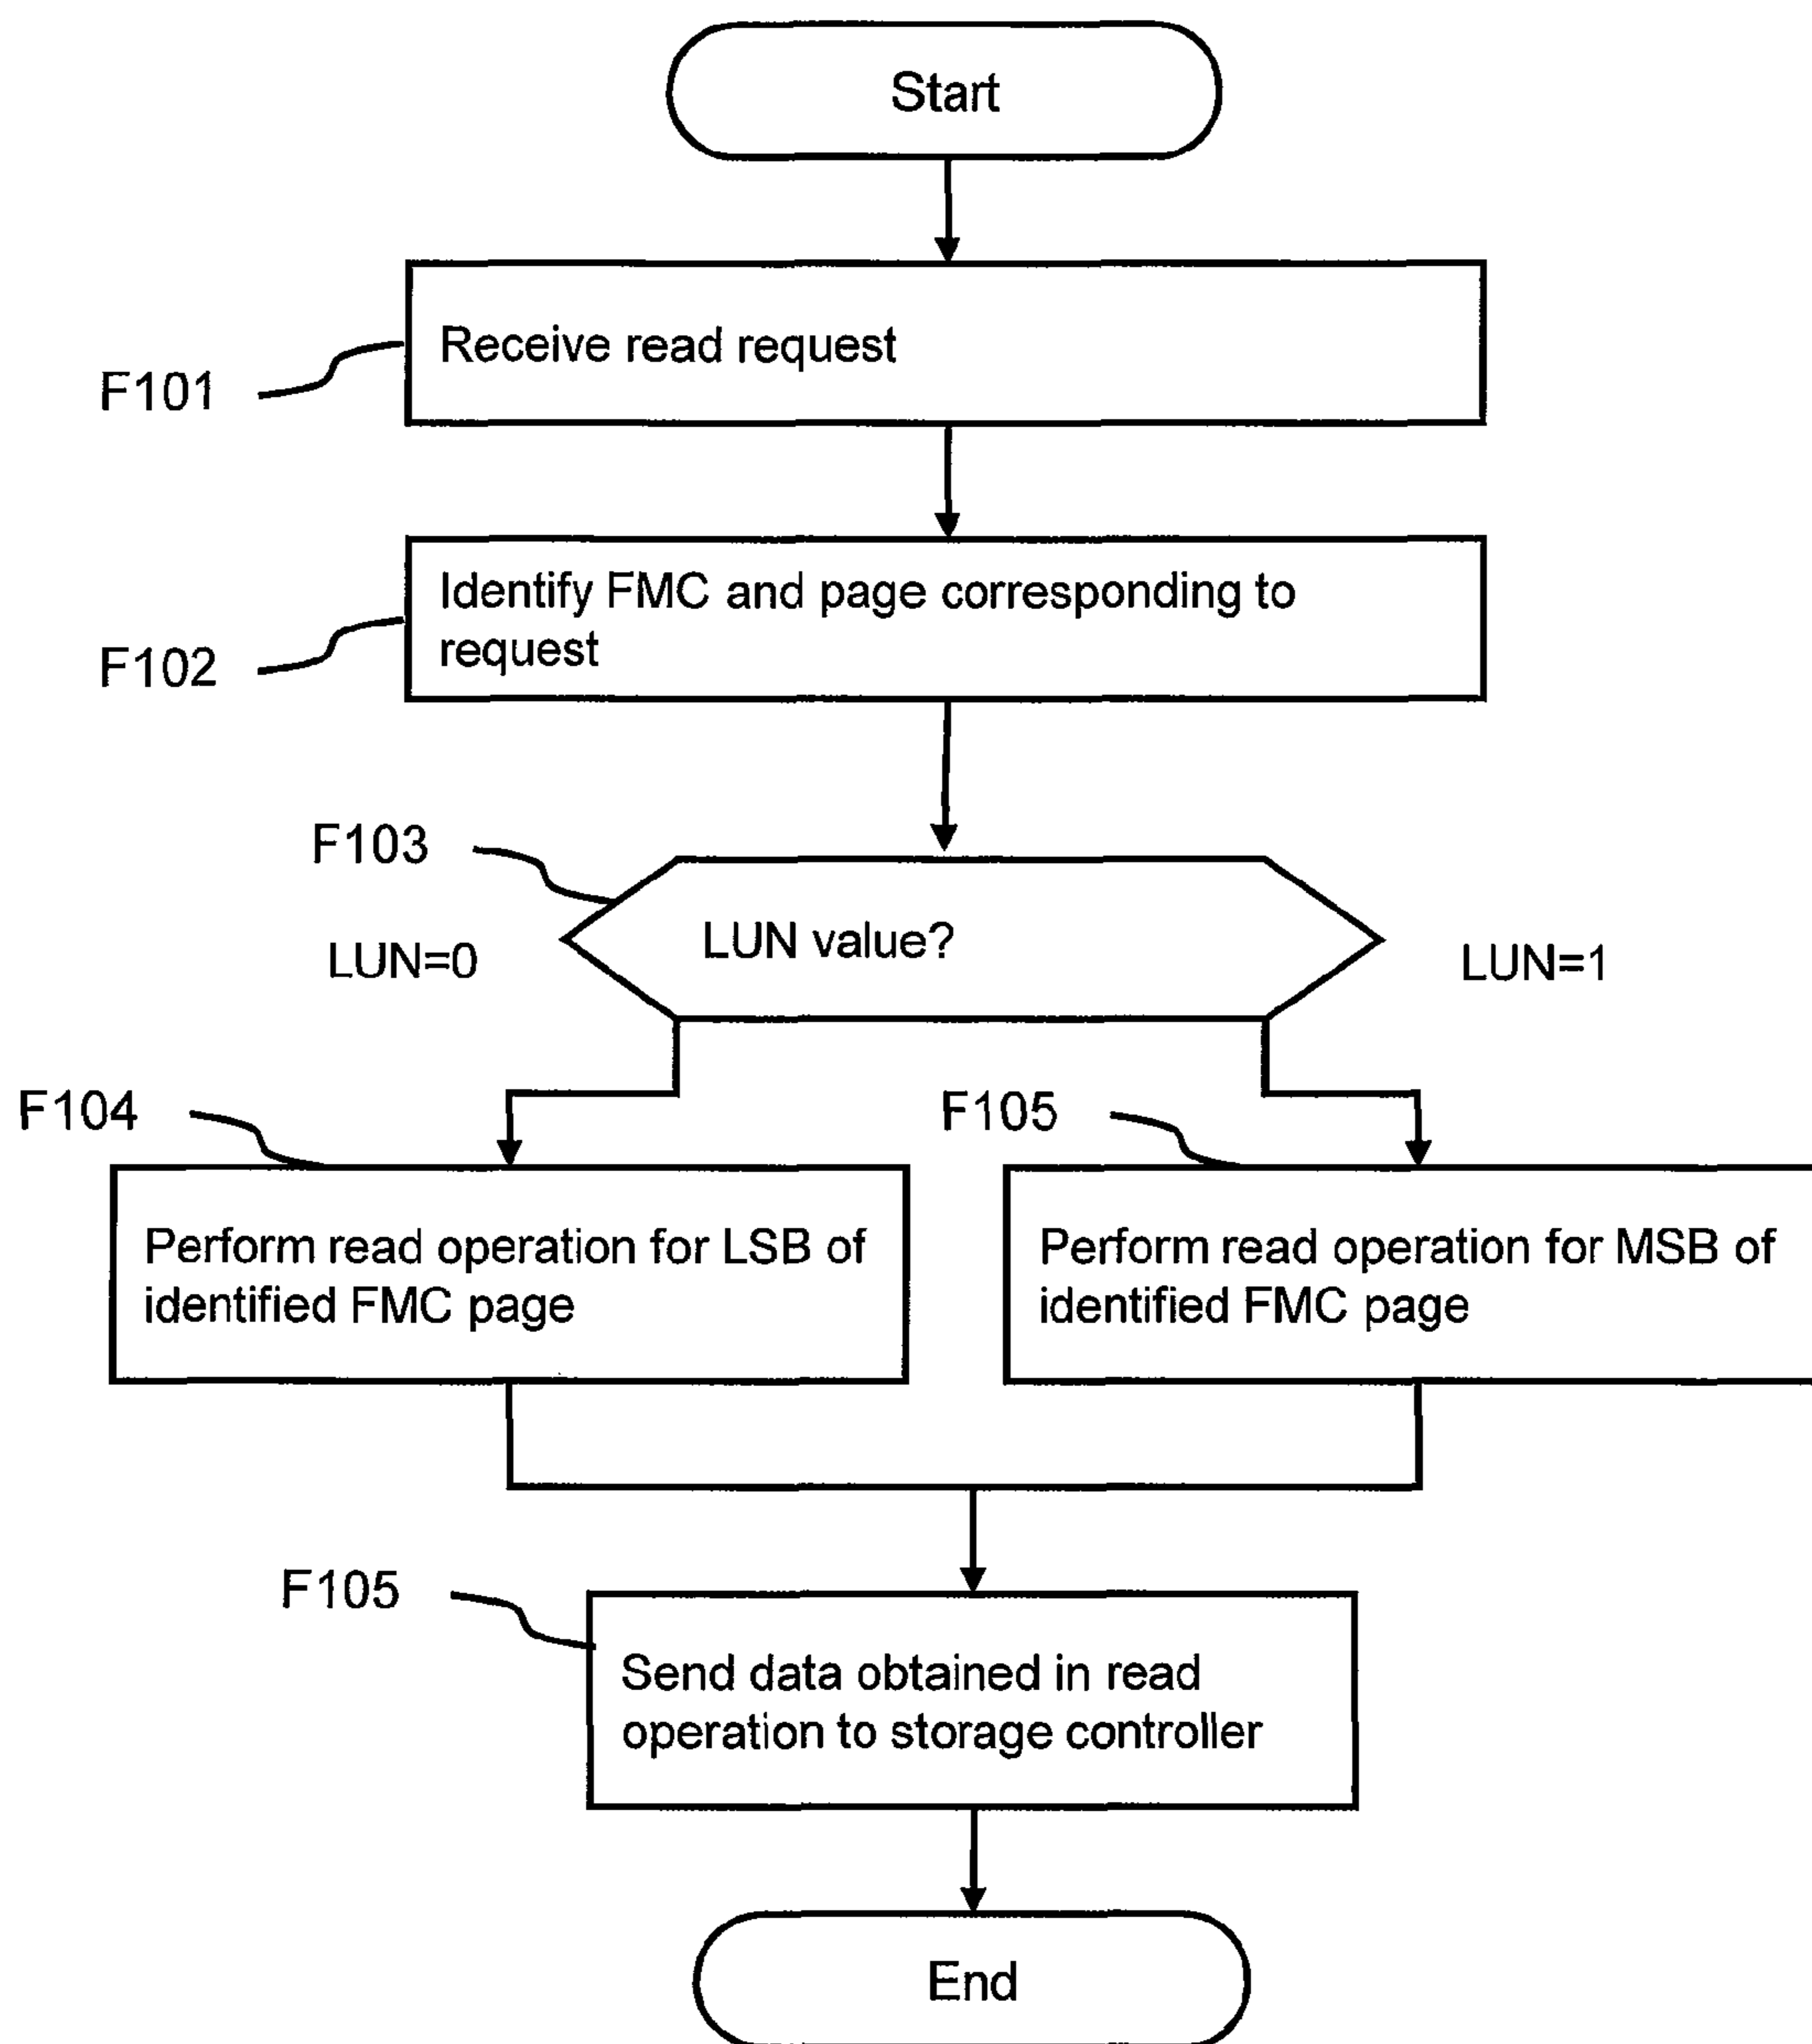 Start
Receive read request
F101
Identify FMC and page corresponding to
request
F102
F103
LUN value?
LUN=0
LUN=1
F104
F105
Perform read operation for LSB of
identified FMC page
Perform read operation for MSB of
identified FMC page
F105
Send data obtained in read
operation to storage controller
End